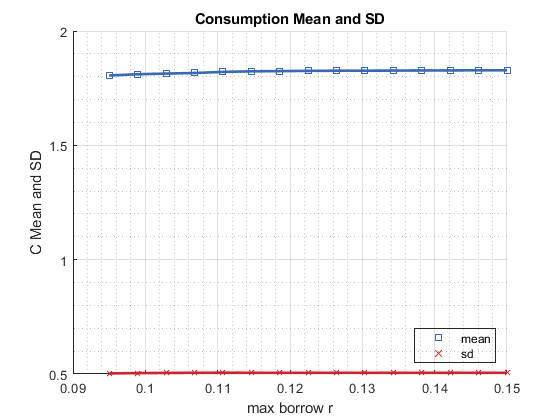 Consumption Mean and SD
2
1.5
1
0.5
C Mean and SD
mean
sd
0.09
0.1
0.11
0.12
0.13
0.14
0.15
max borrow r